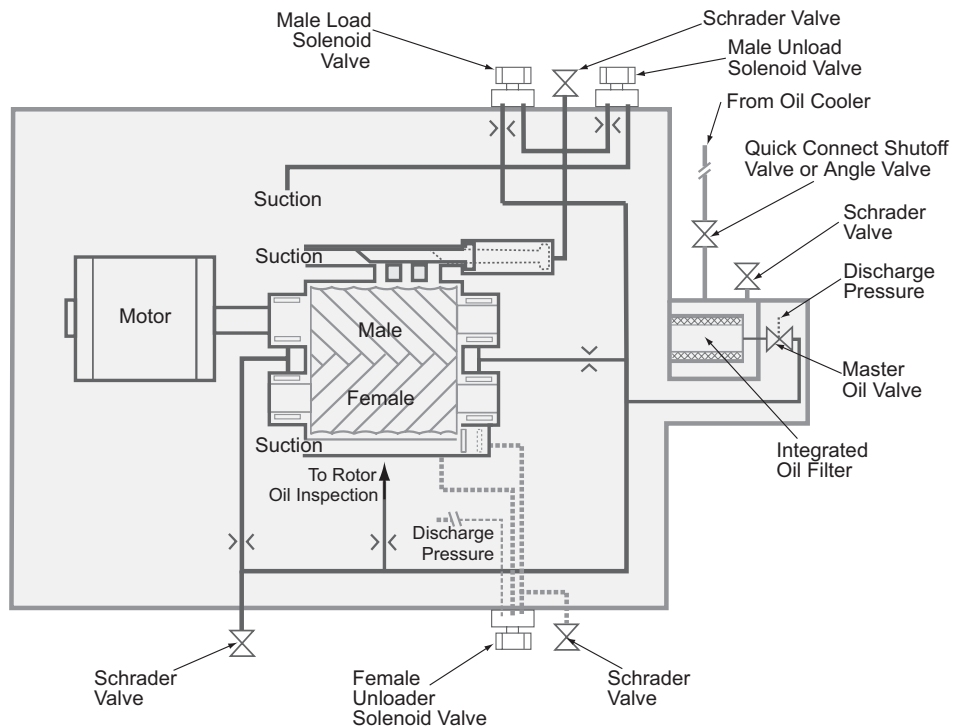 Male Load
Solenoid
Valve
Schrader Valve
Male Unload
Solenoid Valve
From Oil Cooler
Quick Connect Shutoff
Valve or Angle Valve
Schrader
Valve
Discharge
Pressure
Suction
Suction
Motor
Male
Female
Master
Oil Valve
Integrated
Oil Filter
Suction
To Rotor
Oil Inspection
Discharge
Pressure
Schrader
Valve
Female
Unloader
Solenoid Valve
Schrader
Valve